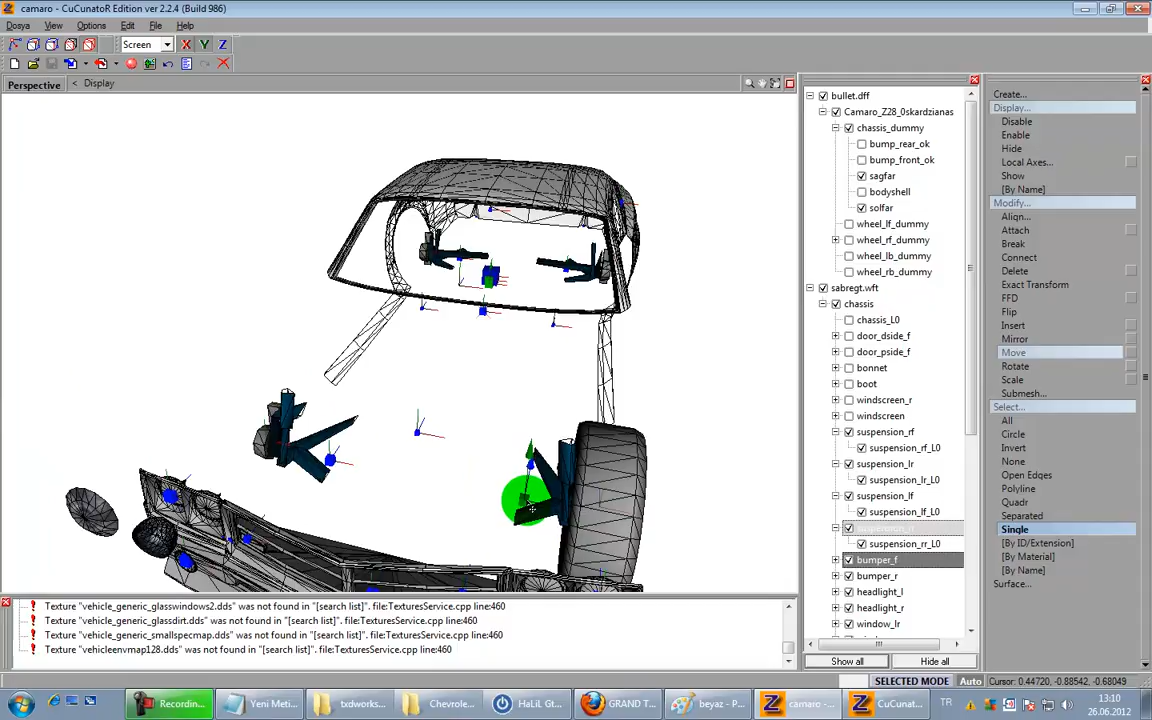 camaro - CuCunatoR Edition ver 2.2.4 (Build 986)
Dosya View Options Edit File Help
Screen X Y Z
Perspective < Display
bullet.dff
Camaro_Z28_0skardzianas
chassis_dummy
bump_rear_ok
bump_front_ok
sagfar
bodyshell
solfar
wheel_lf_dummy
wheel_rf_dummy
wheel_lb_dummy
wheel_rb_dummy
sabregt.wft
chassis
chassis_L0
door_dside_f
door_pside_f
bonnet
boot
windscreen_r
windscreen
suspension_rf
suspension_rf_L0
suspension_lr
suspension_lr_L0
suspension_lf
suspension_lf_L0
suspension_rr
suspension_rr_L0
bumper_f
bumper_r
headlight_l
headlight_r
window_lr
Show all Hide all
Create...
Display...
Disable
Enable
Hide
Local Axes...
Show
[By Name]
Modify...
Align...
Attach
Break
Connect
Delete
Exact Transform
FFD
Flip
Insert
Mirror
Move
Rotate
Scale
Submesh...
Select...
All
Circle
Invert
None
Open Edges
Polyline
Quadr
Separated
Single
[By ID/Extension]
[By Material]
[By Name]
Surface...
Texture "vehicle_generic_glasswindows2.dds" was not found in "[search list]". file:TexturesService.cpp line:460
Texture "vehicle_generic_glassdirt.dds" was not found in "[search list]". file:TexturesService.cpp line:460
Texture "vehicle_generic_smallspecmap.dds" was not found in "[search list]". file:TexturesService.cpp line:460
Texture "vehicleenvmap128.dds" was not found in "[search list]". file:TexturesService.cpp line:460
SELECTED MODE Auto Cursor: 0.44720, -0.88542, -0.68049
Recordin... Yeni Meti... txdworks... Chevrole... HaLiL Gt... GRAND T... beyaz - P... camaro -... CuCunat... TR 13:10
26.06.2012